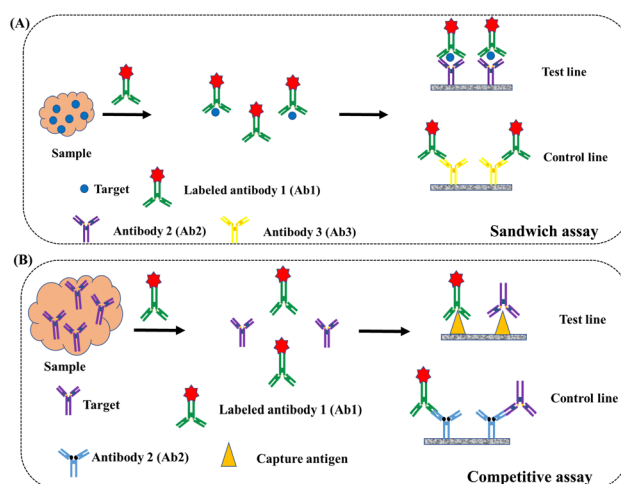 (A)
Test line
Sample
Control line
Target
Labeled antibody 1 (Ab1)
Antibody 2 (Ab2)
Antibody 3 (Ab3)
Sandwich assay
(B)
Test line
Sample
Target
Labeled antibody 1 (Ab1)
Control line
Antibody 2 (Ab2)
Capture antigen
Competitive assay